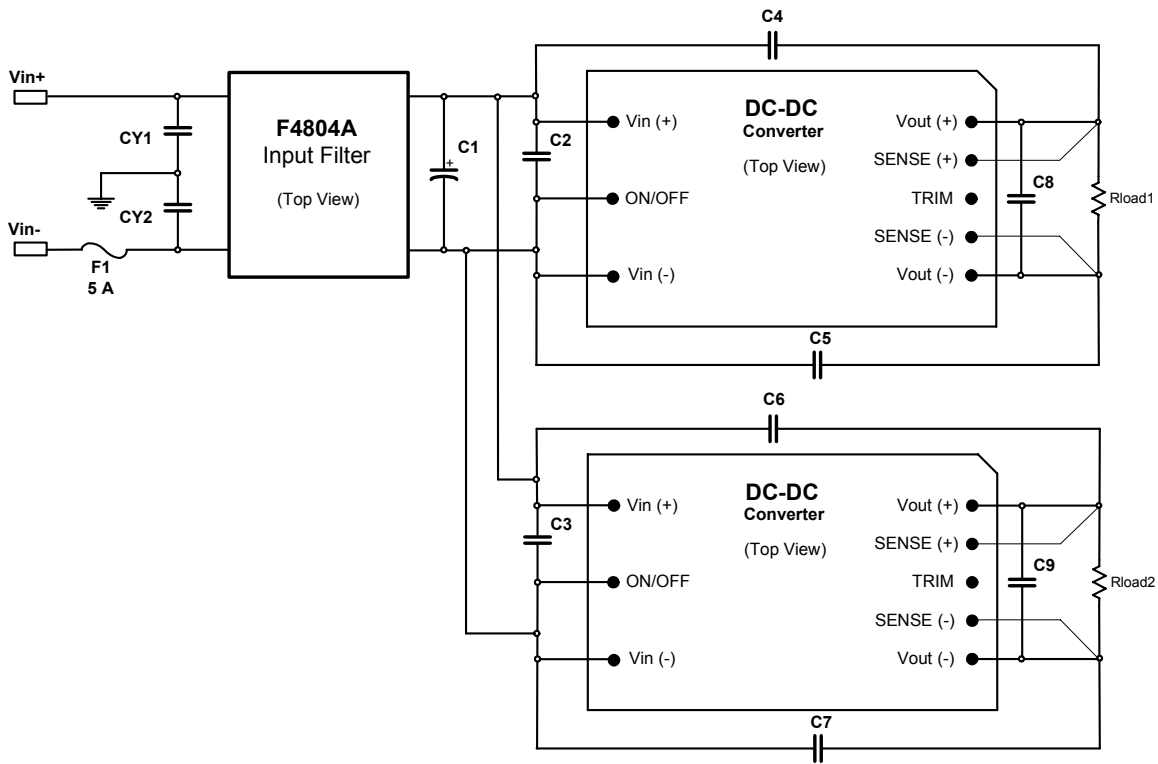 C4
Vin+
CY1
CY2
Vin-
F1
5 A
F4804A
Input Filter
(Top View)
C1
+
C2
DC-DC
Converter
(Top View)
Vin (+)
ON/OFF
Vin (-)
Vout (+)
SENSE (+)
TRIM
SENSE (-)
Vout (-)
C8
Rload1
C5
C6
C3
DC-DC
Converter
(Top View)
Vin (+)
ON/OFF
Vin (-)
Vout (+)
SENSE (+)
TRIM
SENSE (-)
Vout (-)
C9
Rload2
C7